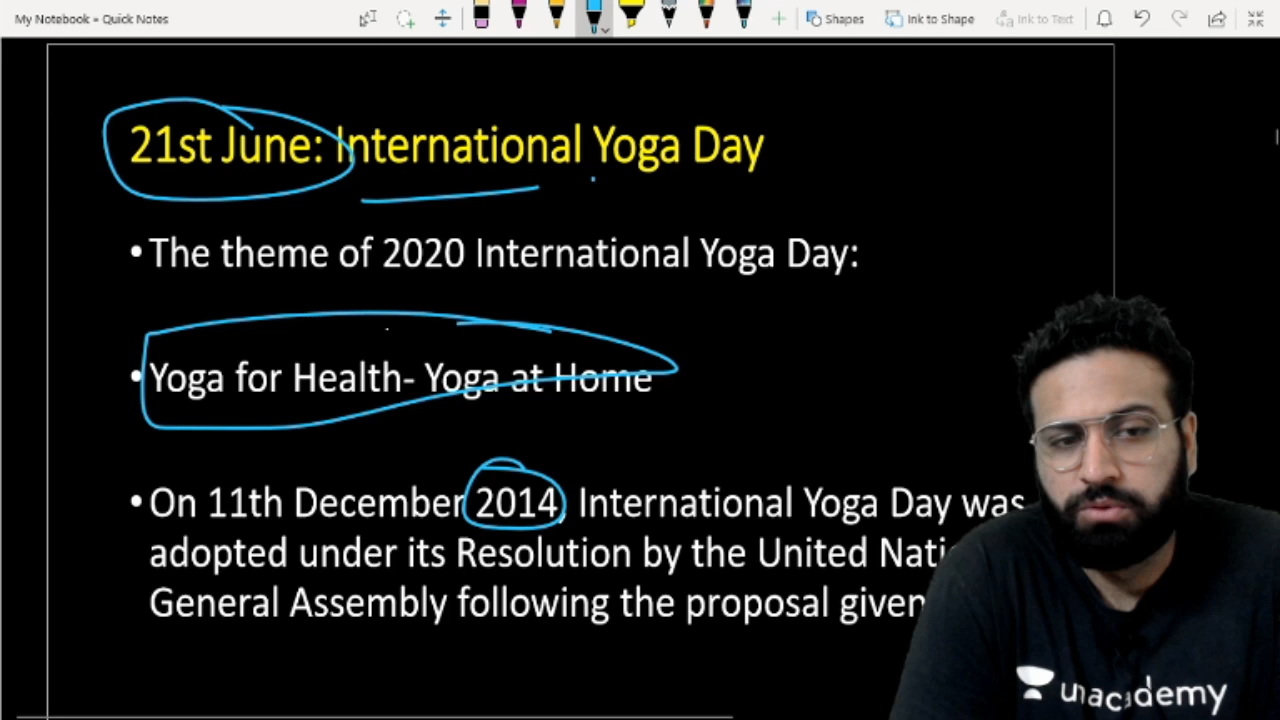 My Notebook » Quick Notes
Shapes
Ink to Shape
Ink to Text
21st June: International Yoga Day
• The theme of 2020 International Yoga Day:
• Yoga for Health- Yoga at Home
• On 11th December 2014, International Yoga Day was
adopted under its Resolution by the United
General Assembly following the proposal given
unacademy